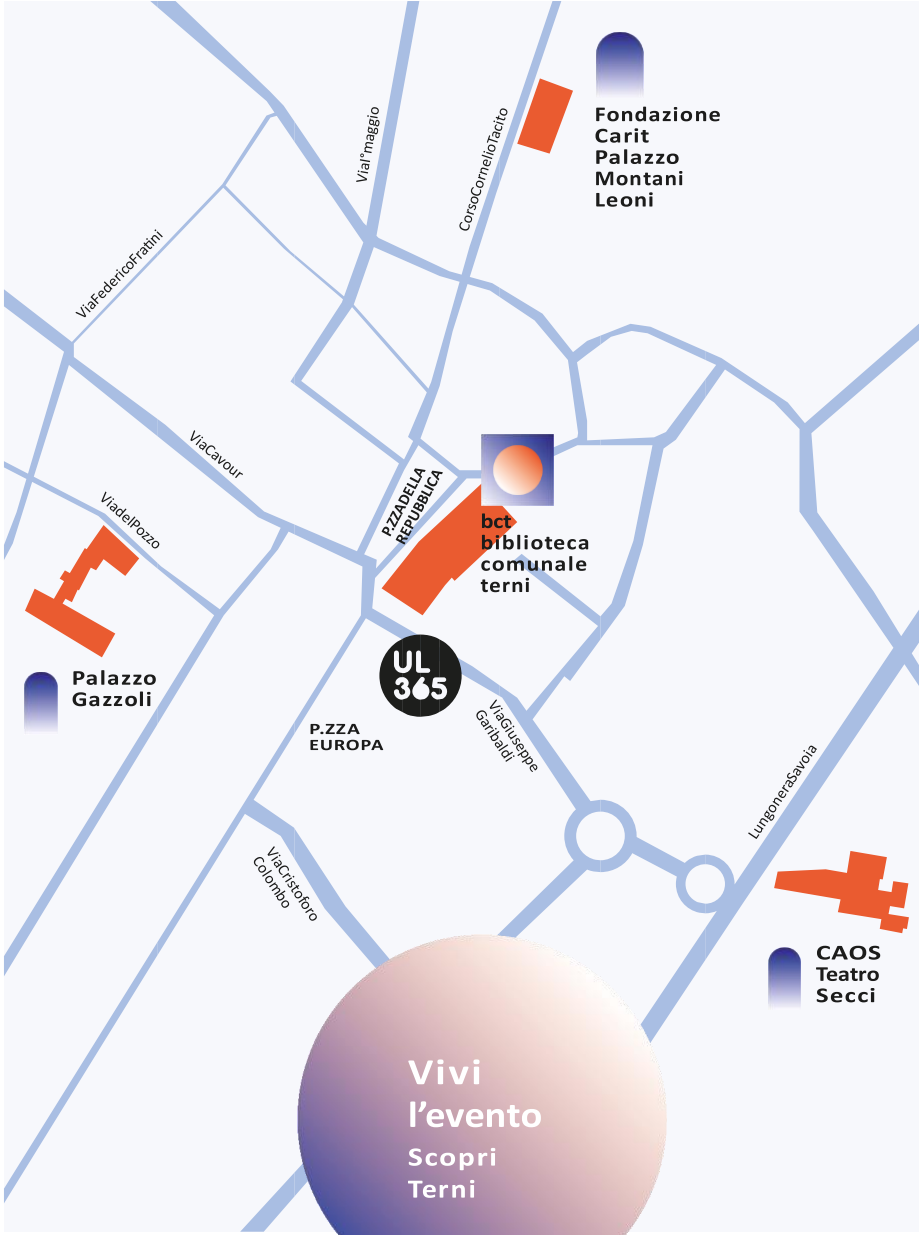 Fondazione
Carit
Palazzo
Montani
Leoni
ViaI°maggio
CorsoCornelioTacito
ViaFedericoFratini
ViaCavour
P.ZZADELLA
REPUBBLICA
ViadelPozzo
bct
biblioteca
comunale
terni
UL
365
Palazzo
Gazzoli
P.ZZA
EUROPA
ViaGiuseppe
Garibaldi
LungoneraSavoia
ViaCristoforo
Colombo
CAOS
Teatro
Secci
Vivi
l’evento
Scopri
Terni